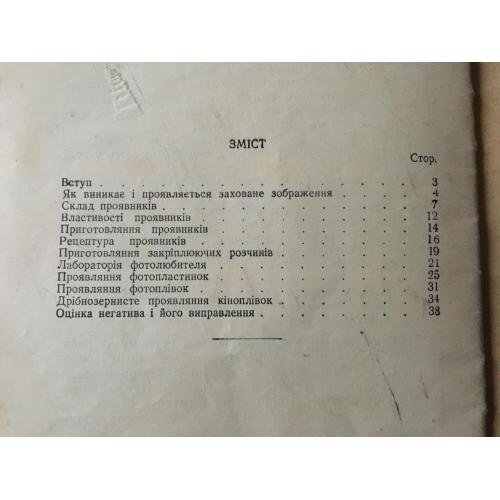 ЗМІСТ
Стор.
Вступ . . . . . . . . . . . . . . 3
Як виникає і проявляється заховане зображення . . . . 4
Склад проявників . . . . . . . . . . . 7
Властивості проявників . . . . . . . . . . 12
Приготовляння проявників . . . . . . . . . 14
Рецептура проявників . . . . . . . . . . 16
Приготовляння закріплюючих розчинів . . . . . . 19
Лабораторія фотолюбителя . . . . . . . . . 21
Проявляння фотопластинок . . . . . . . . . 25
Проявляння фотоплівок . . . . . . . . . . 31
Дрібнозернисте проявляння кіноплівок . . . . . . 34
Оцінка негатива і його виправлення . . . . . . . 38